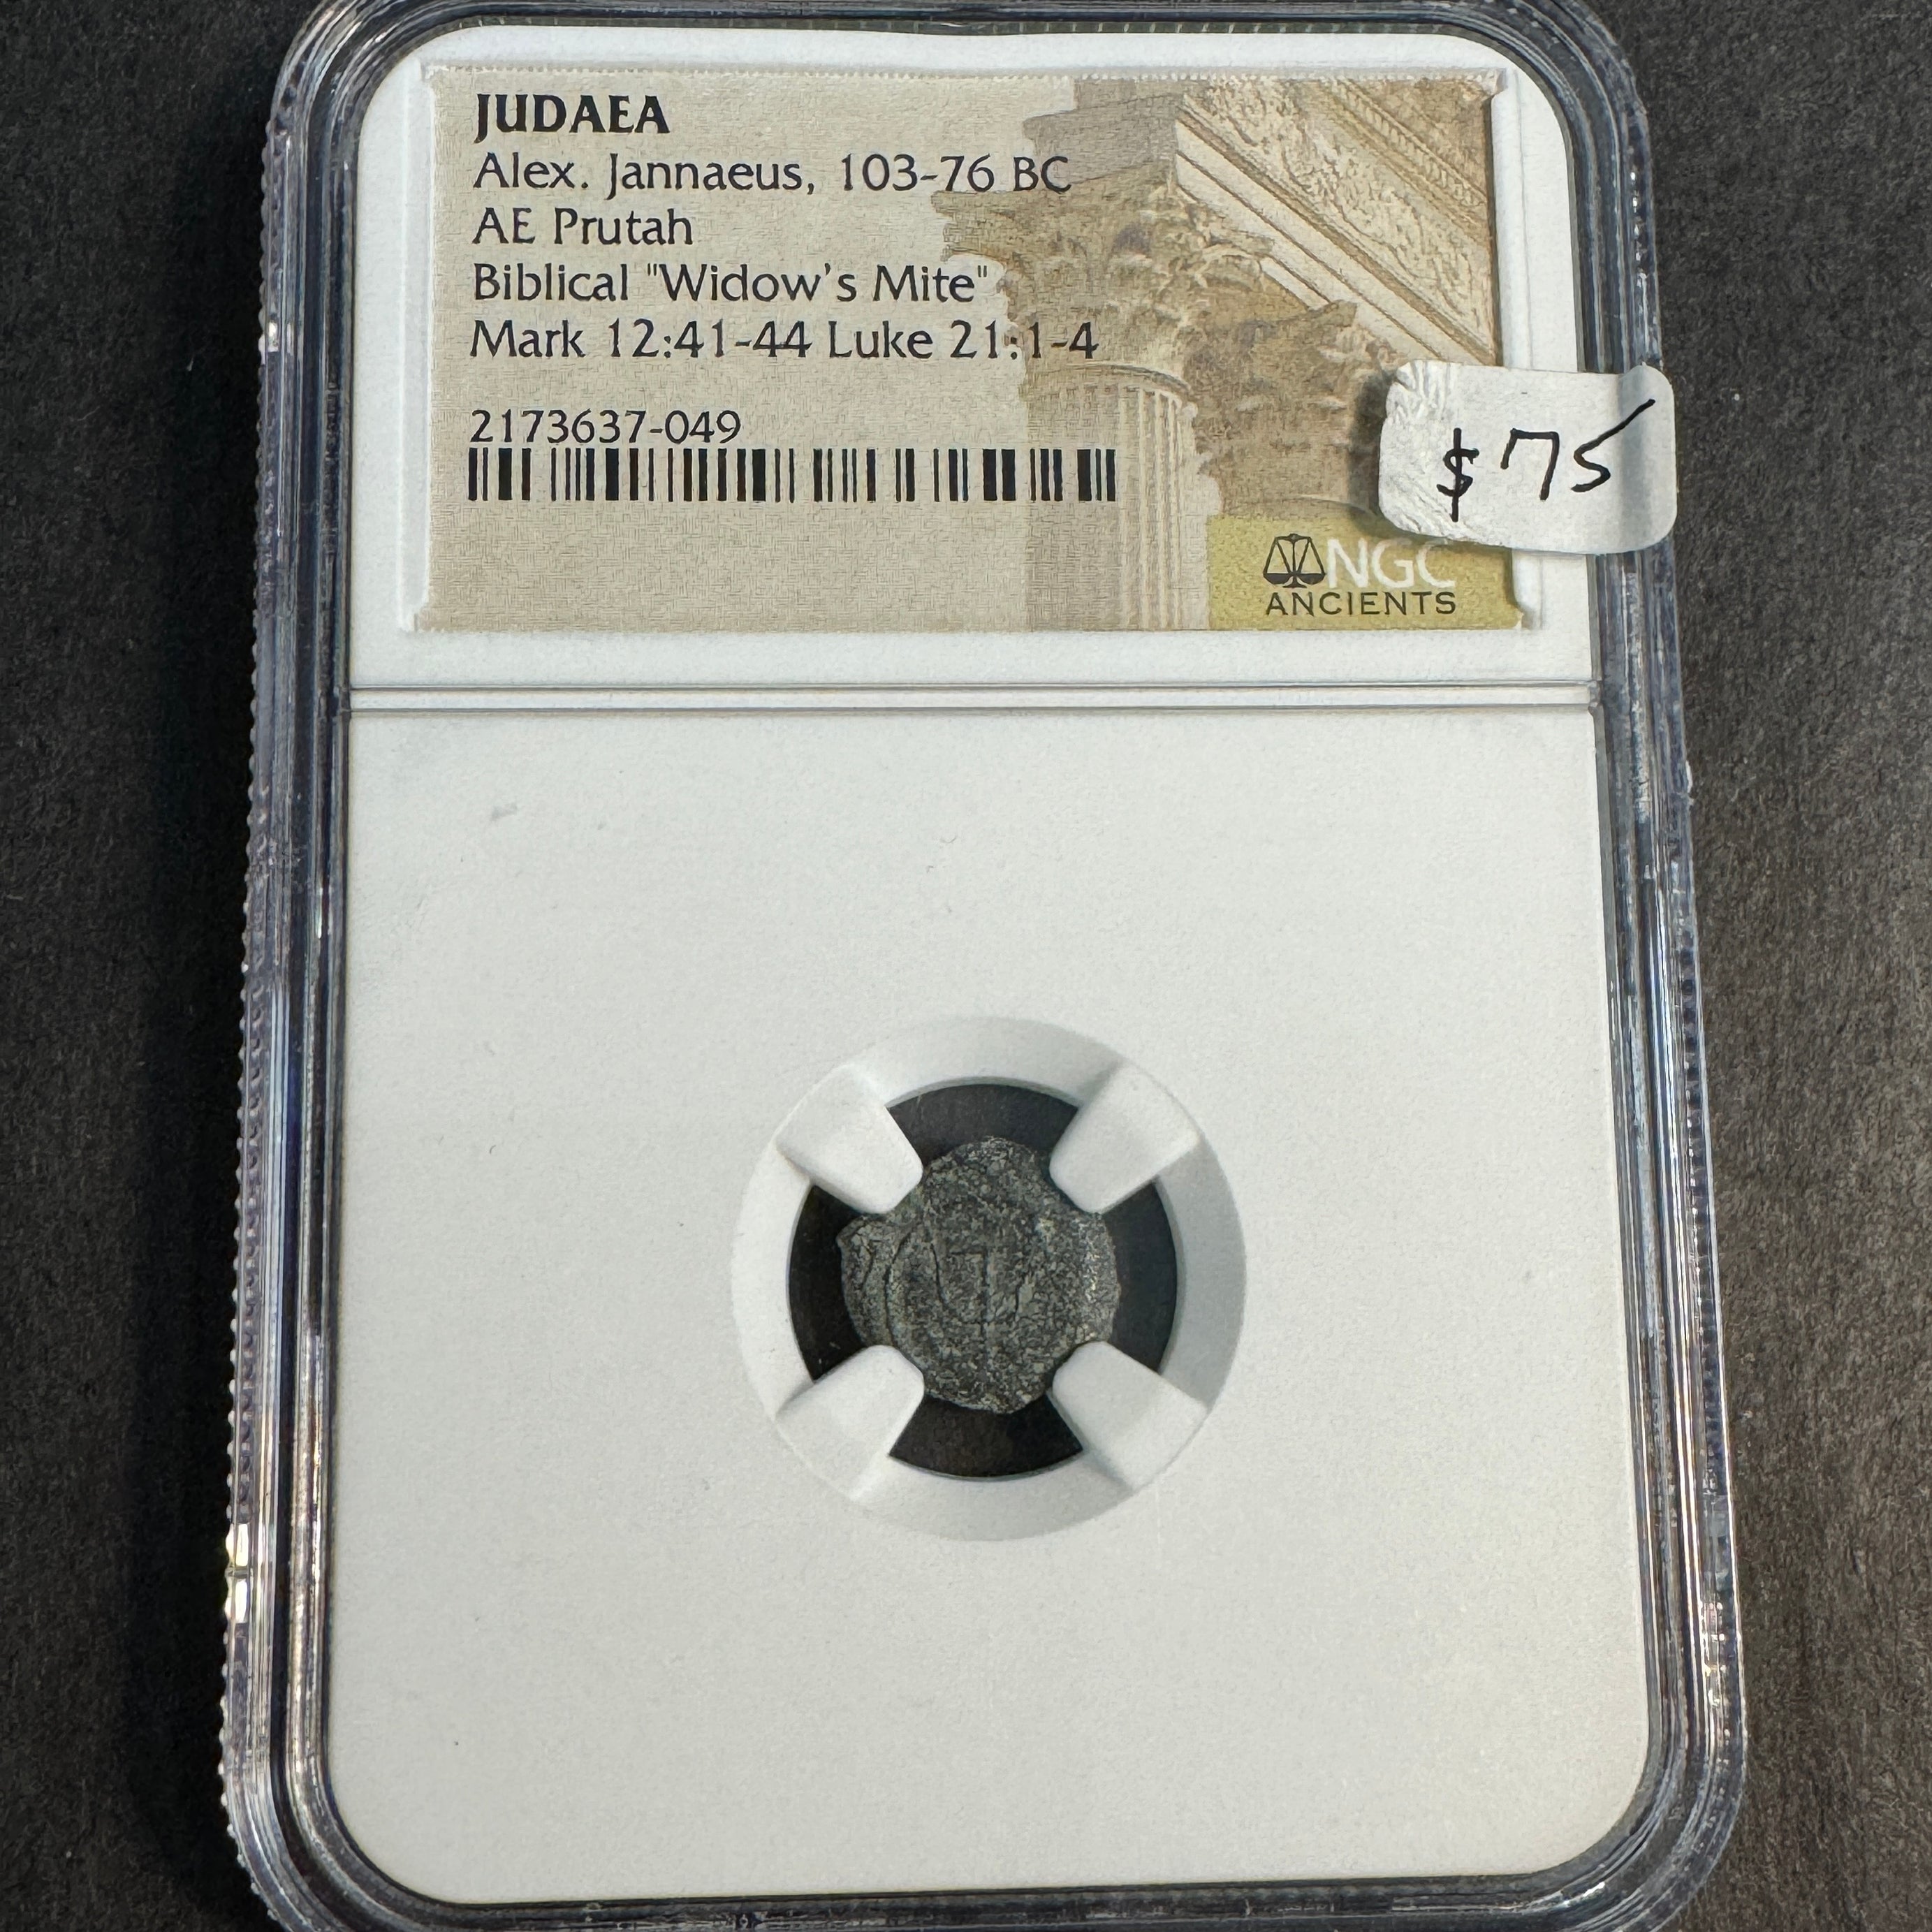 JUDAEA
Alex. Jannaeus, 103-76 BC
AE Prutah
Biblical "Widow's Mite"
Mark 12:41-44 Luke 21:1-4
2173637-049
$75
NGC
ANCIENTS